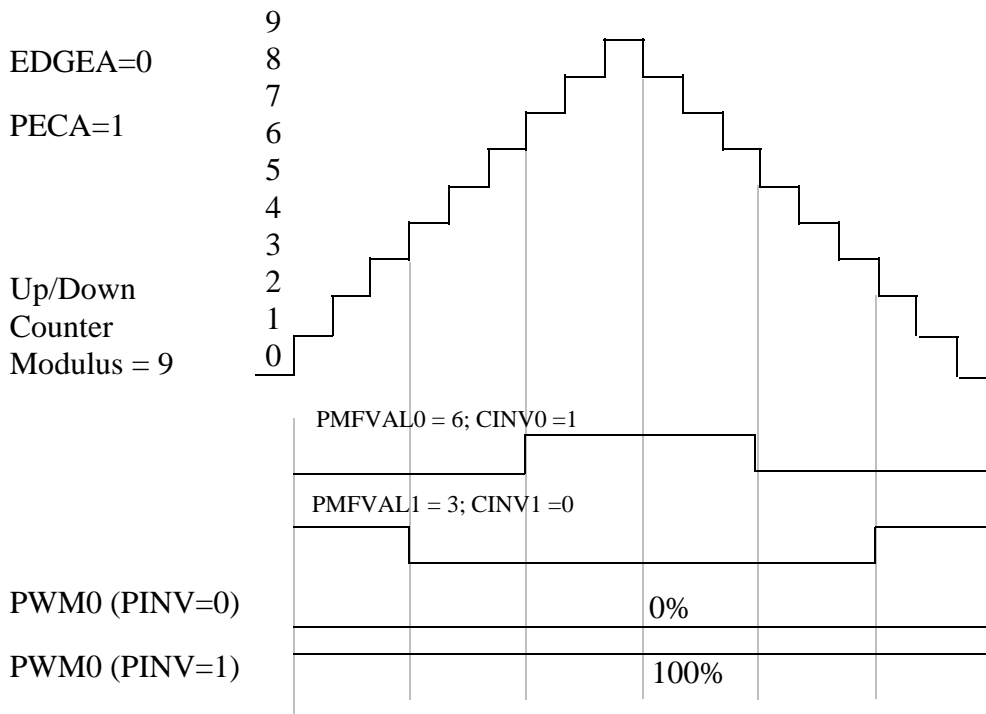 9
EDGEA=0
8
7
PECA=1
6
5
4
3
Up/Down
2
Counter
1
Modulus = 9
0
PMFVAL0 = 6; CINV0 =1
PMFVAL1 = 3; CINV1 =0
PWM0 (PINV=0)
0%
PWM0 (PINV=1)
100%